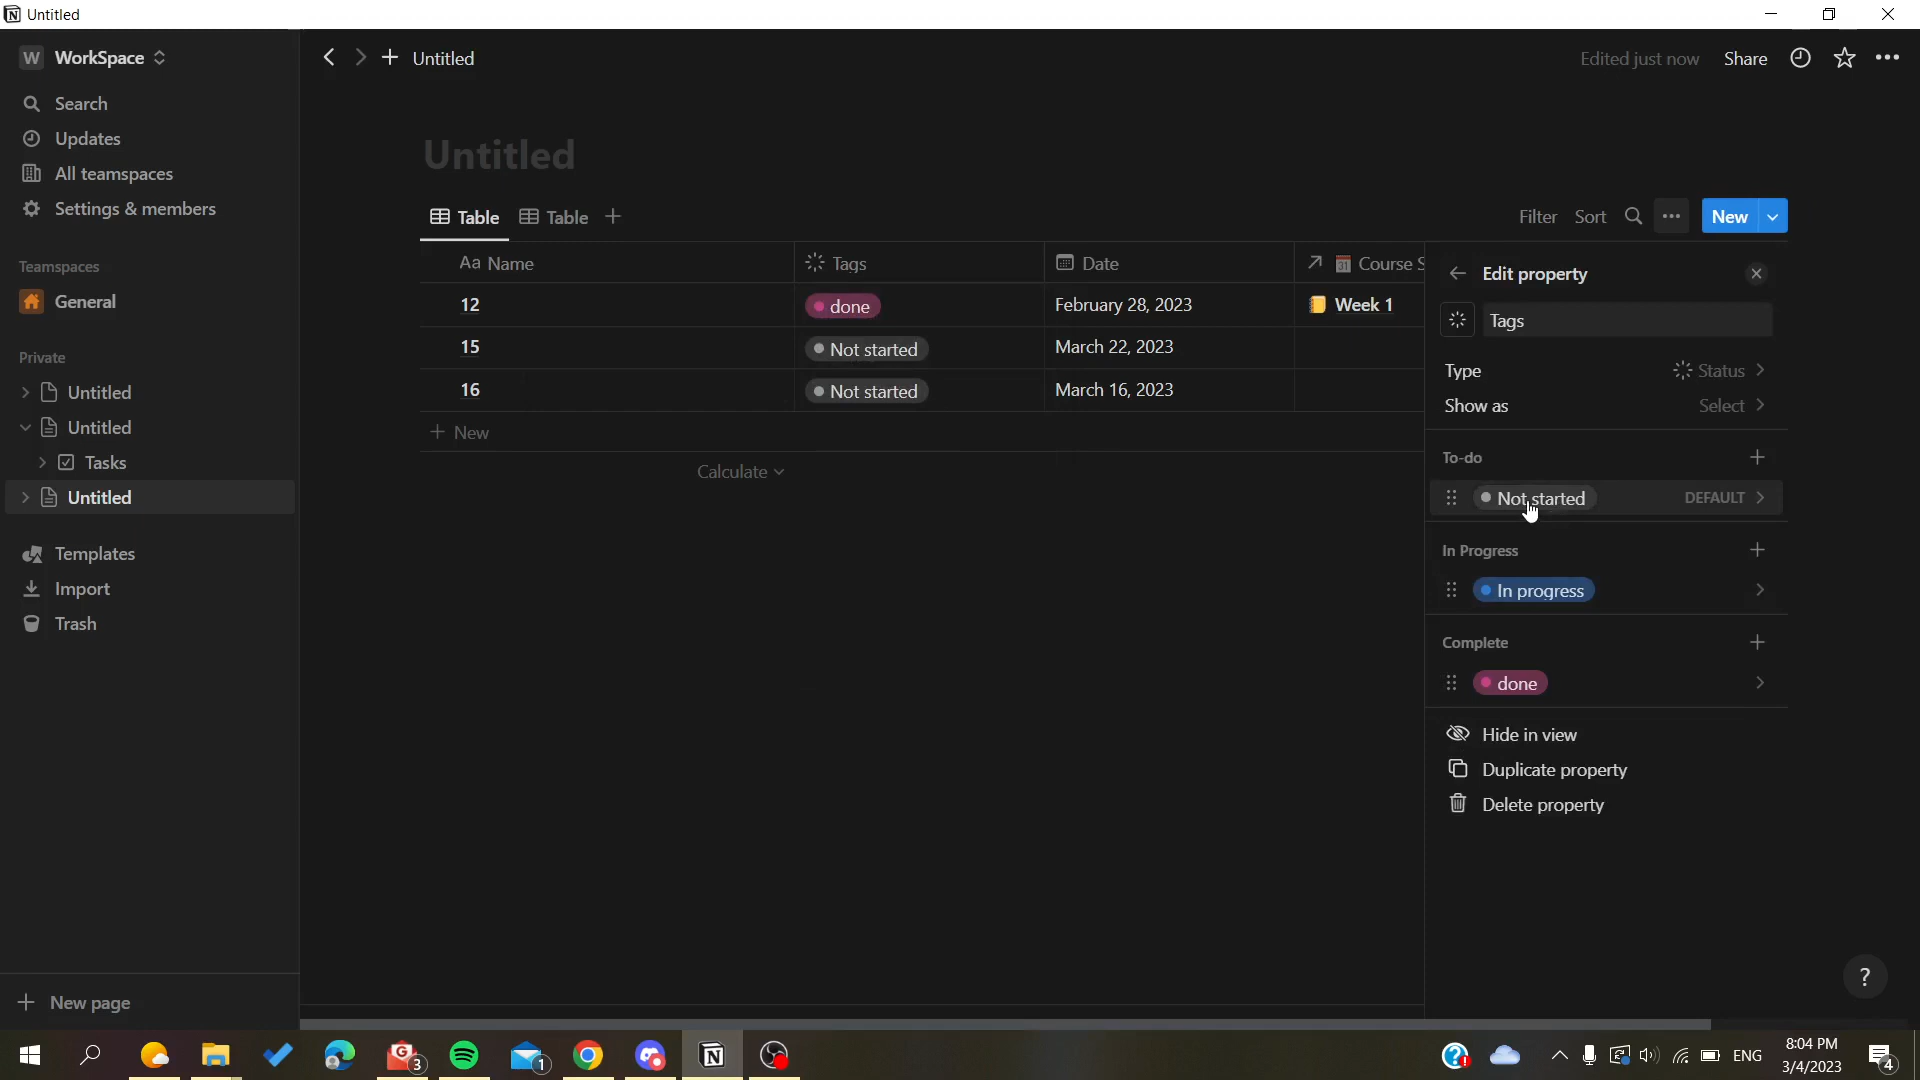 Untitled
W WorkSpace
Search
Updates
All teamspaces
Settings & members
Teamspaces
General
Private
Untitled
Untitled
Tasks
Untitled
Templates
Import
Trash
+ New page
+ Untitled
Edited just now Share
Untitled
Table Table +
Filter Sort New
Aa Name Tags Date Course S
12 done February 28, 2023 Week 1
15 Not started March 22, 2023
16 Not started March 16, 2023
+ New
Calculate
Edit property
Tags
Type Status
Show as Select
To-do +
Not started DEFAULT
In Progress +
In progress
Complete +
done
Hide in view
Duplicate property
Delete property
?
3
1
ENG
8:04 PM
3/4/2023
4